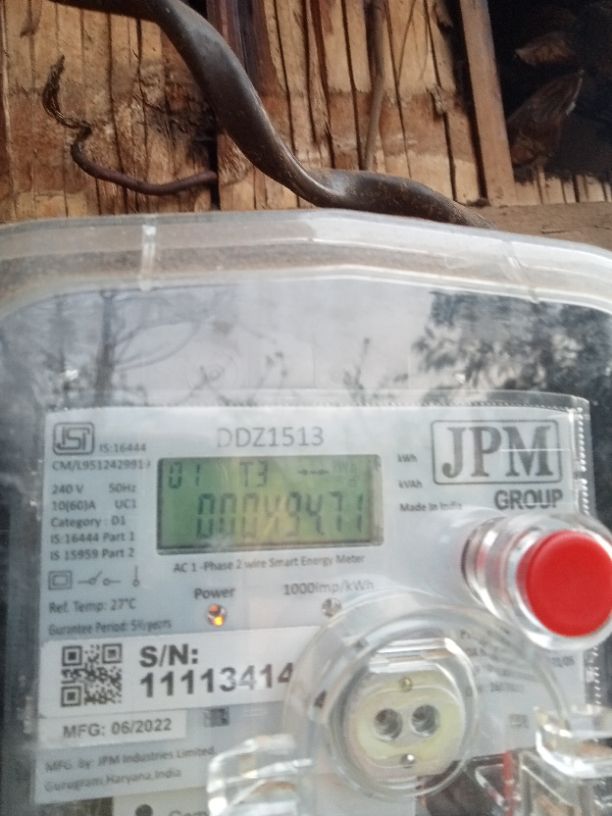 DDZ1513
IS:16444
JPM
GROUP
240 V 50Hz
10(60)A UC1
Category : D1
IS 16444 Part 1
IS 15959 Part 2
01 T3
kWh
kVAh
Made in India
AC 1 -Phase 2 wire Smart Energy Meter
Power
1000imp/kWh
Ref. Temp: 27°C
S/N:
11113414
MFG: 06/2022
MFG. By: JPM Industries Limited,
Gurugram,Haryana,India